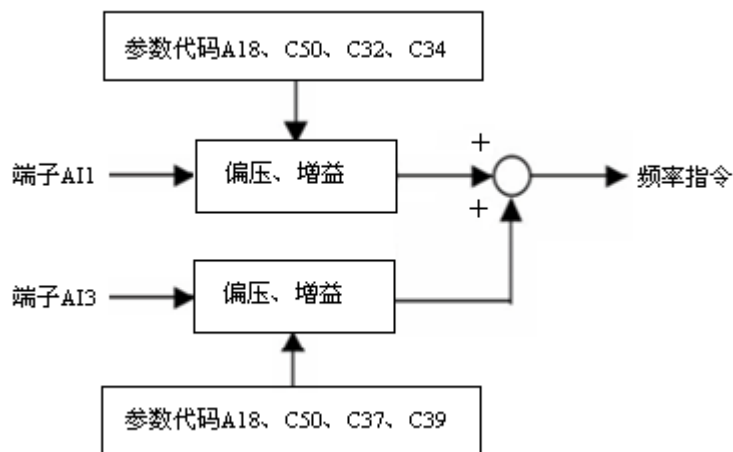 参数代码A18、C50、C32、C34
端子AI1
偏压、增益
+
频率指令
+
端子AI3
偏压、增益
参数代码A18、C50、C37、C39